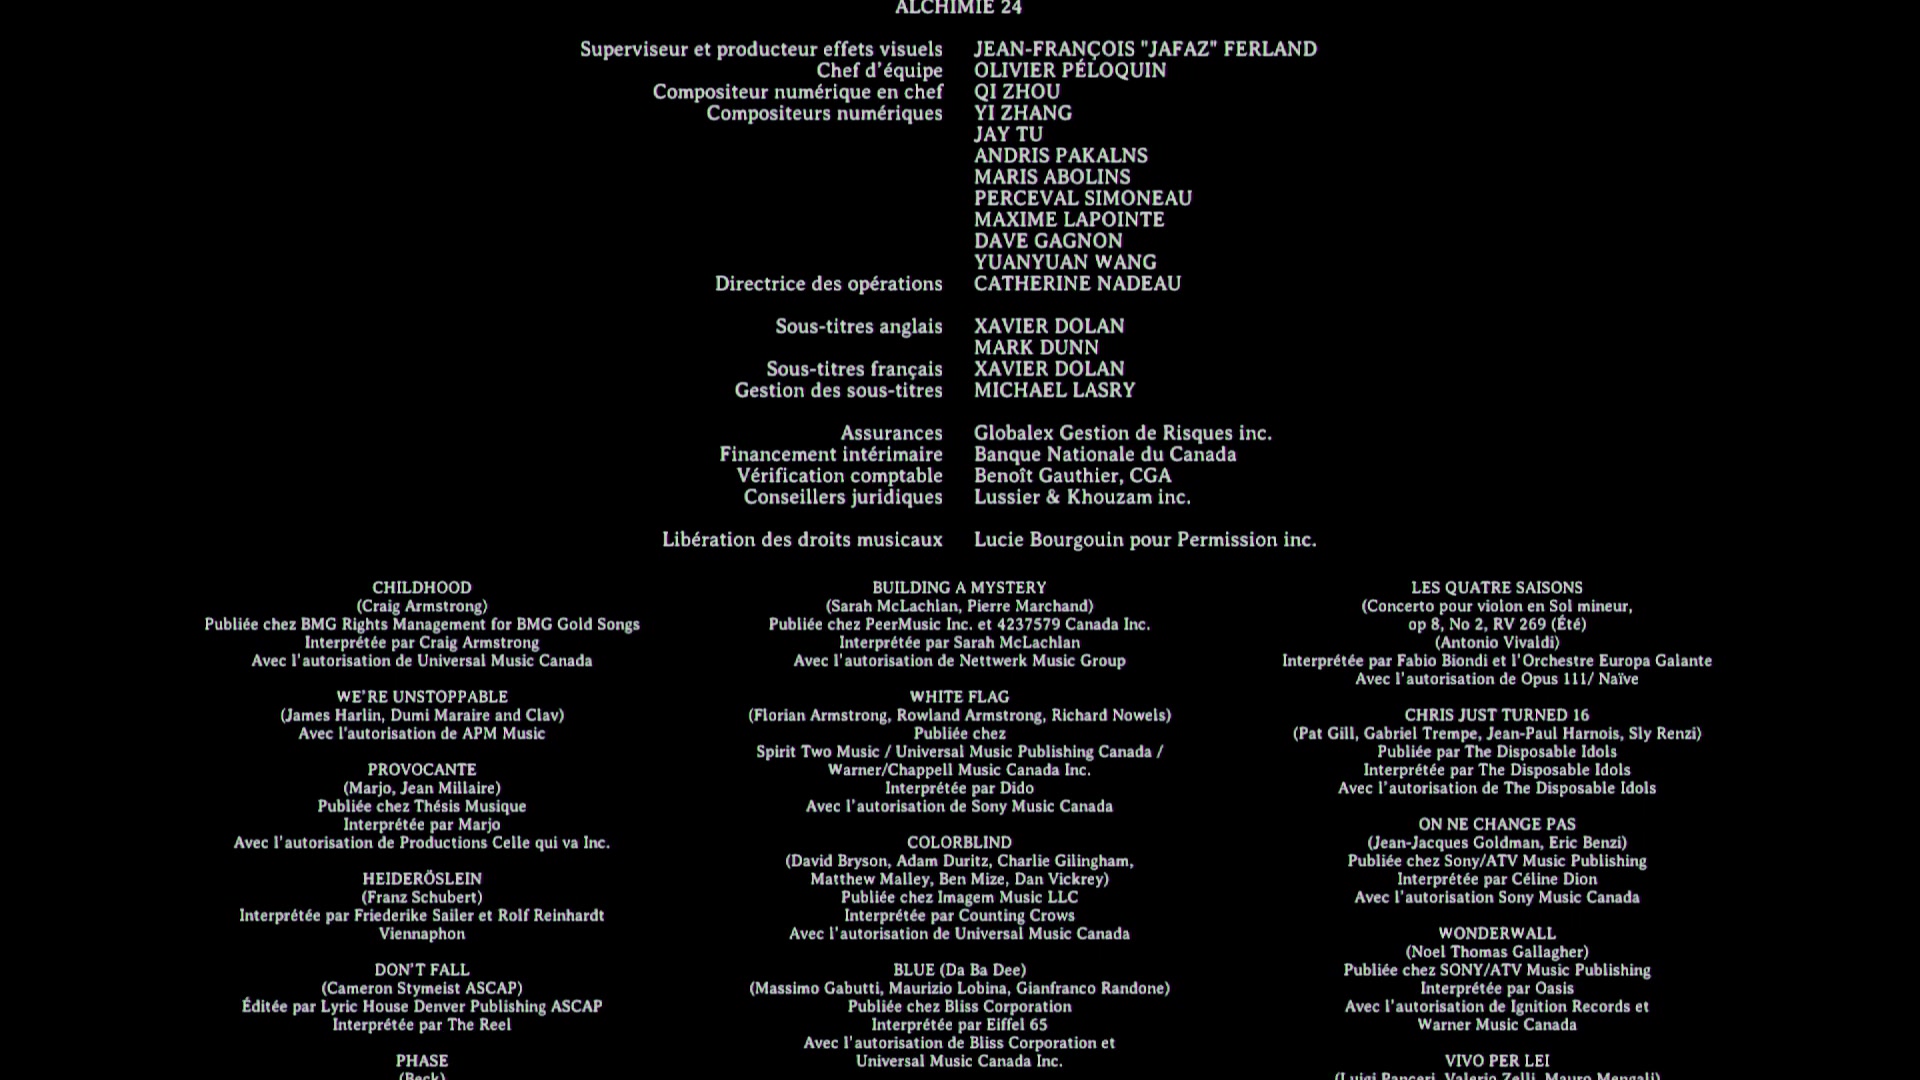 ALCHIMIE 24
Superviseur et producteur effets visuels JEAN-FRANÇOIS "JAFAZ" FERLAND
Chef d'équipe OLIVIER PÉLOQUIN
Compositeur numérique en chef QI ZHOU
Compositeurs numériques YI ZHANG
JAY TU
ANDRIS PAKALNS
MARIS ABOLINS
PERCEVAL SIMONEAU
MAXIME LAPOINTE
DAVE GAGNON
YUANYUAN WANG
Directrice des opérations CATHERINE NADEAU
Sous-titres anglais XAVIER DOLAN
MARK DUNN
Sous-titres français XAVIER DOLAN
Gestion des sous-titres MICHAEL LASRY
Assurances Globalex Gestion de Risques inc.
Financement intérimaire Banque Nationale du Canada
Vérification comptable Benoît Gauthier, CGA
Conseillers juridiques Lussier & Khouzam inc.
Libération des droits musicaux Lucie Bourgouin pour Permission inc.
CHILDHOOD
(Craig Armstrong)
Publiée chez BMG Rights Management for BMG Gold Songs
Interprétée par Craig Armstrong
Avec l'autorisation de Universal Music Canada
WE'RE UNSTOPPABLE
(James Harlin, Dumi Maraire and Clav)
Avec l'autorisation de APM Music
PROVOCANTE
(Marjo, Jean Millaire)
Publiée chez Thésis Musique
Interprétée par Marjo
Avec l'autorisation de Productions Celle qui va Inc.
HEIDERÖSLEIN
(Franz Schubert)
Interprétée par Friederike Sailer et Rolf Reinhardt
Viennaphon
DON'T FALL
(Cameron Stymeist ASCAP)
Éditée par Lyric House Denver Publishing ASCAP
Interprétée par The Reel
PHASE
(Beck)
BUILDING A MYSTERY
(Sarah McLachlan, Pierre Marchand)
Publiée chez PeerMusic Inc. et 4237579 Canada Inc.
Interprétée par Sarah McLachlan
Avec l'autorisation de Nettwerk Music Group
WHITE FLAG
(Florian Armstrong, Rowland Armstrong, Richard Nowels)
Publiée chez
Spirit Two Music / Universal Music Publishing Canada /
Warner/Chappell Music Canada Inc.
Interprétée par Dido
Avec l'autorisation de Sony Music Canada
COLORBLIND
(David Bryson, Adam Duritz, Charlie Gilingham,
Matthew Malley, Ben Mize, Dan Vickrey)
Publiée chez Imagem Music LLC
Interprétée par Counting Crows
Avec l'autorisation de Universal Music Canada
BLUE (Da Ba Dee)
(Massimo Gabutti, Maurizio Lobina, Gianfranco Randone)
Publiée chez Bliss Corporation
Interprétée par Eiffel 65
Avec l'autorisation de Bliss Corporation et
Universal Music Canada Inc.
LES QUATRE SAISONS
(Concerto pour violon en Sol mineur,
op 8, No 2, RV 269 (Été)
(Antonio Vivaldi)
Interprétée par Fabio Biondi et l'Orchestre Europa Galante
Avec l'autorisation de Opus 111/ Naïve
CHRIS JUST TURNED 16
(Pat Gill, Gabriel Trempe, Jean-Paul Harnois, Sly Renzi)
Publiée par The Disposable Idols
Interprétée par The Disposable Idols
Avec l'autorisation de The Disposable Idols
ON NE CHANGE PAS
(Jean-Jacques Goldman, Eric Benzi)
Publiée chez Sony/ATV Music Publishing
Interprétée par Céline Dion
Avec l'autorisation Sony Music Canada
WONDERWALL
(Noel Thomas Gallagher)
Publiée chez SONY/ATV Music Publishing
Interprétée par Oasis
Avec l'autorisation de Ignition Records et
Warner Music Canada
VIVO PER LEI
(Luigi Panceri, Valerio Zelli, Mauro Mengali)